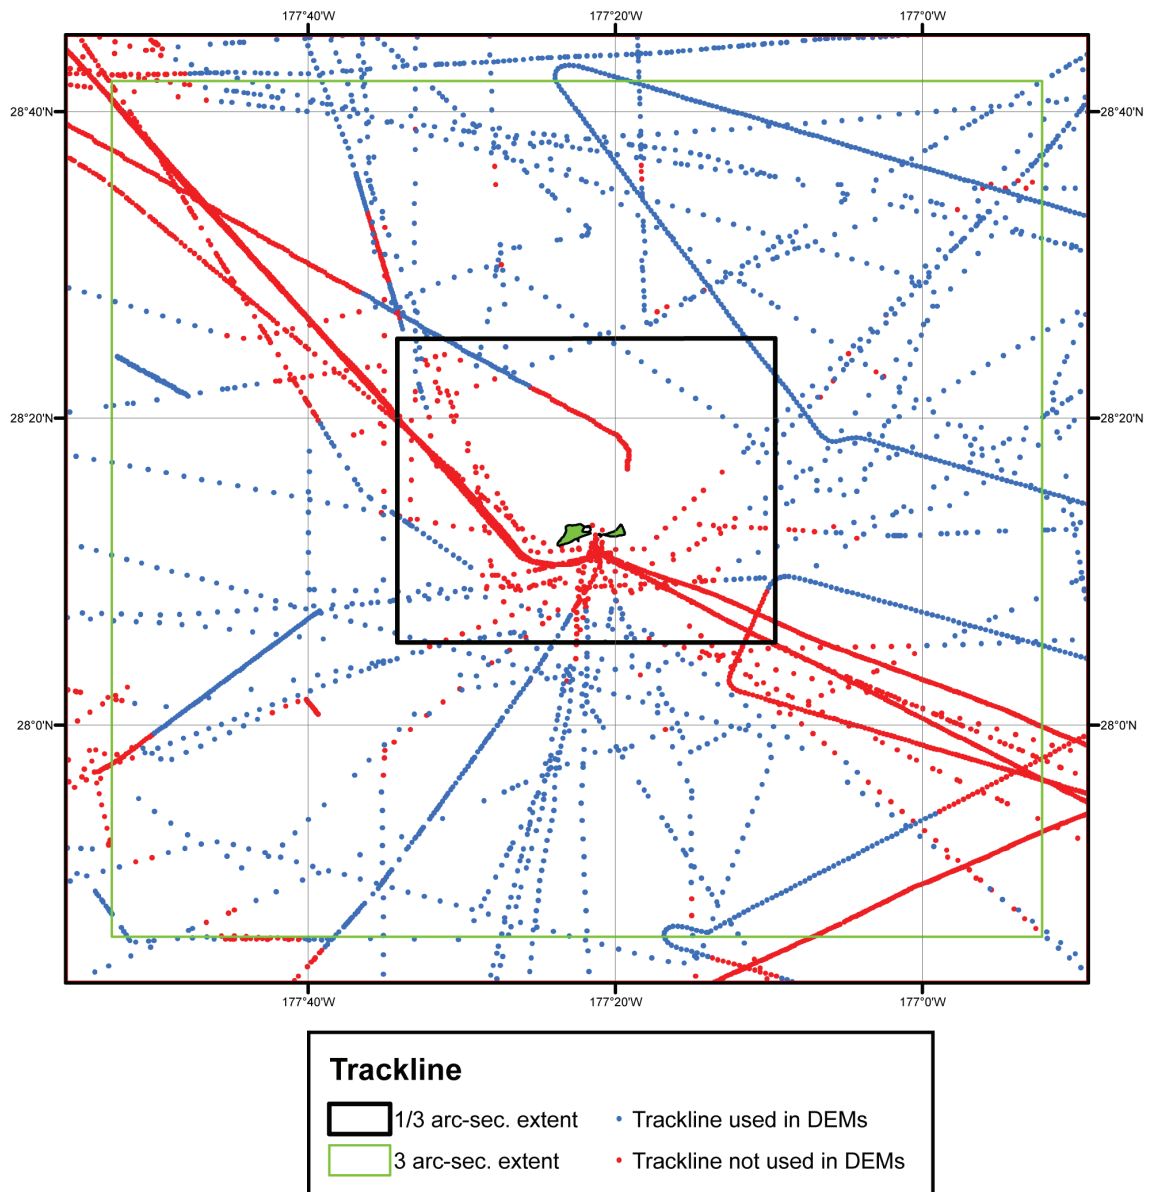 177°40'W 177°20'W 177°0'W
28°40'N 28°40'N
28°20'N 28°20'N
28°0'N 28°0'N
177°40'W 177°20'W 177°0'W
Trackline
1/3 arc-sec. extent Trackline used in DEMs
3 arc-sec. extent Trackline not used in DEMs